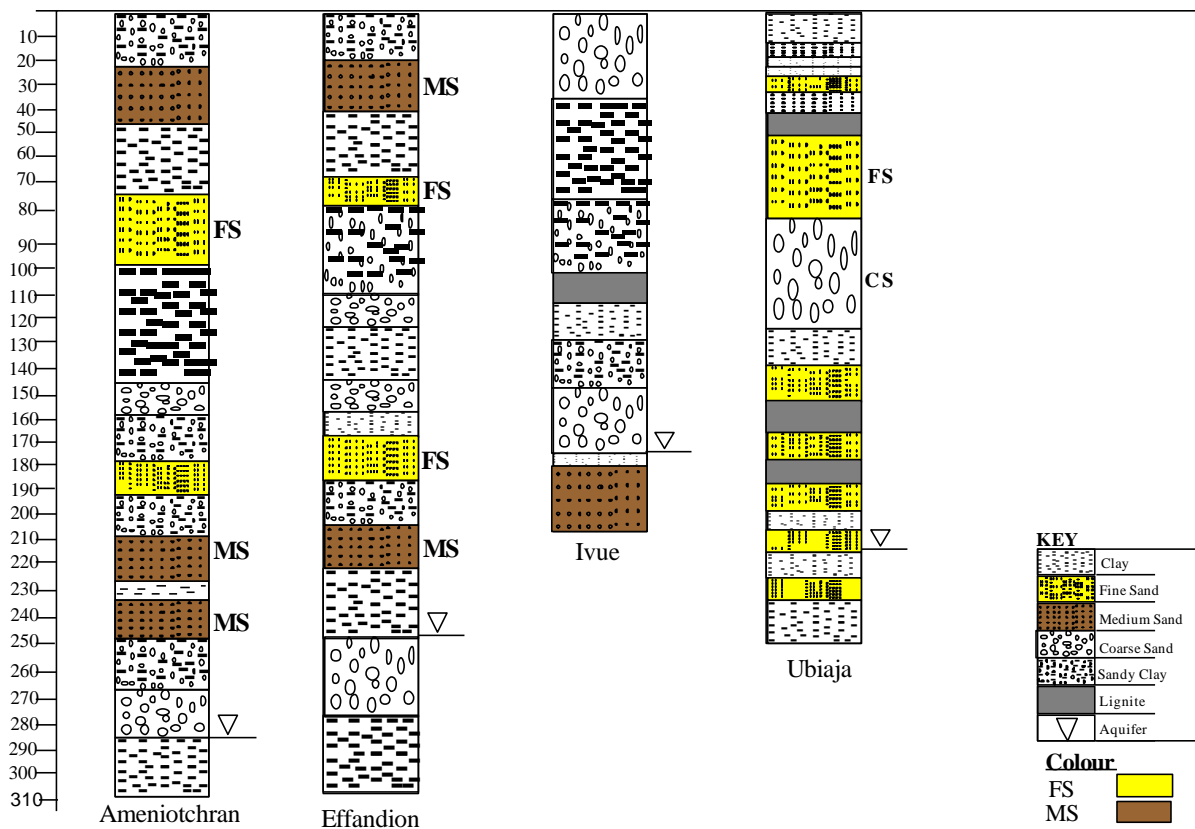 10
20
30
40
50
60
70
80
90
100
110
120
130
140
150
160
170
180
190
200
210
220
230
240
250
260
270
280
290
300
310
FS
MS
MS
Ameniotchran
MS
FS
FS
MS
Effandion
Ivue
FS
CS
Ubiaja
KEY
Clay
Fine Sand
Medium Sand
Coarse Sand
Sandy Clay
Lignite
Aquifer
Colour
FS
MS